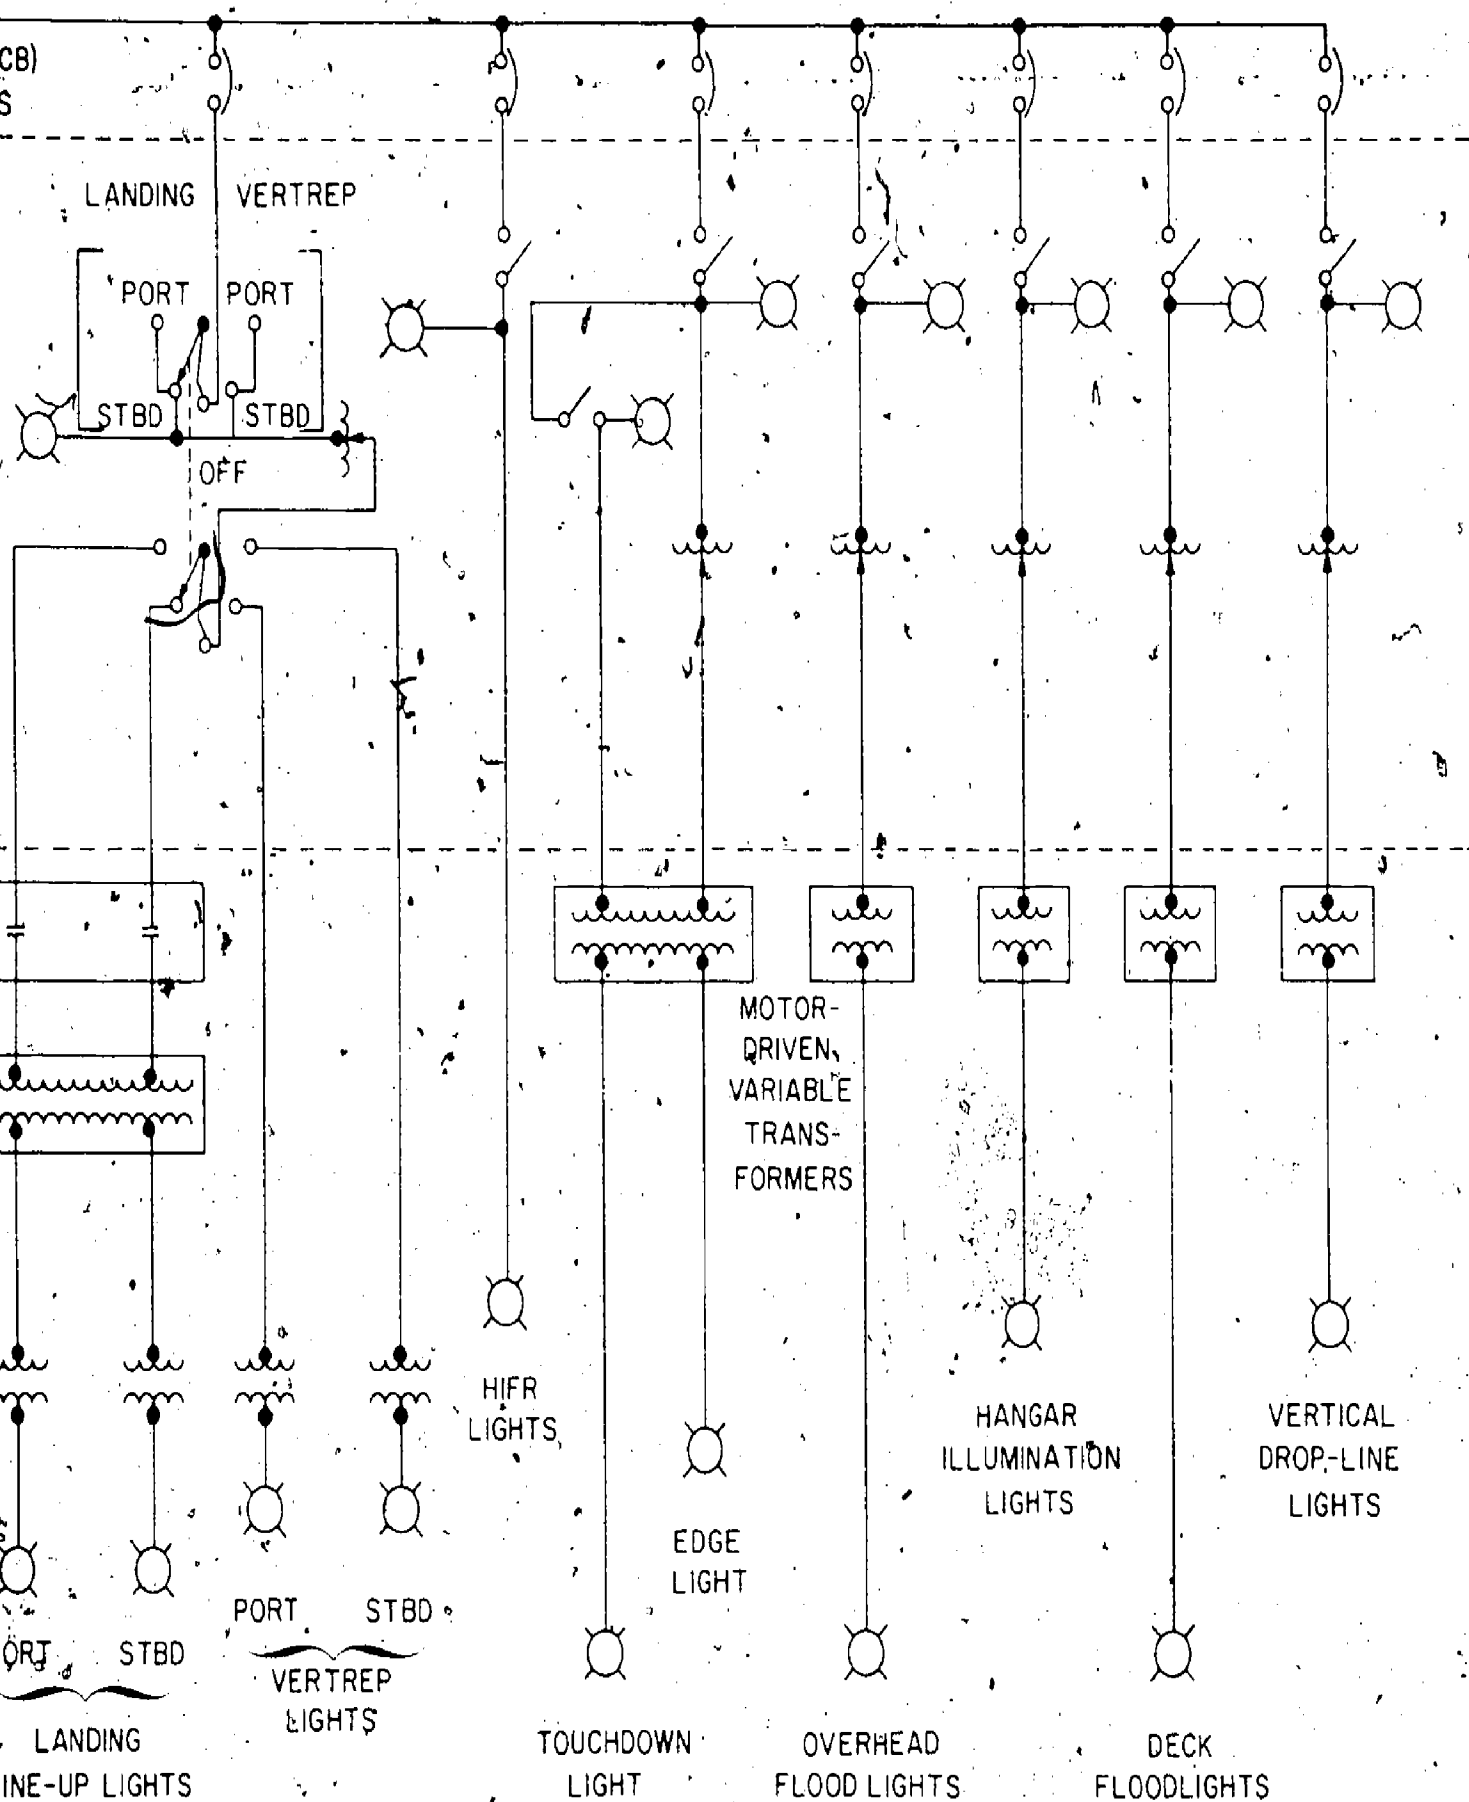 CB)
S
LANDING VERTREP
PORT PORT
STBD STBD
OFF
MOTOR-
DRIVEN
VARIABLE
TRANS-
FORMERS
HIFR
LIGHTS
HANGAR
ILLUMINATION
LIGHTS
VERTICAL
DROP-LINE
LIGHTS
EDGE
LIGHT
PORT STBD
VERTREP
LIGHTS
ORT STBD
LANDING
INE-UP LIGHTS
TOUCHDOWN
LIGHT
OVERHEAD
FLOOD LIGHTS
DECK
FLOODLIGHTS